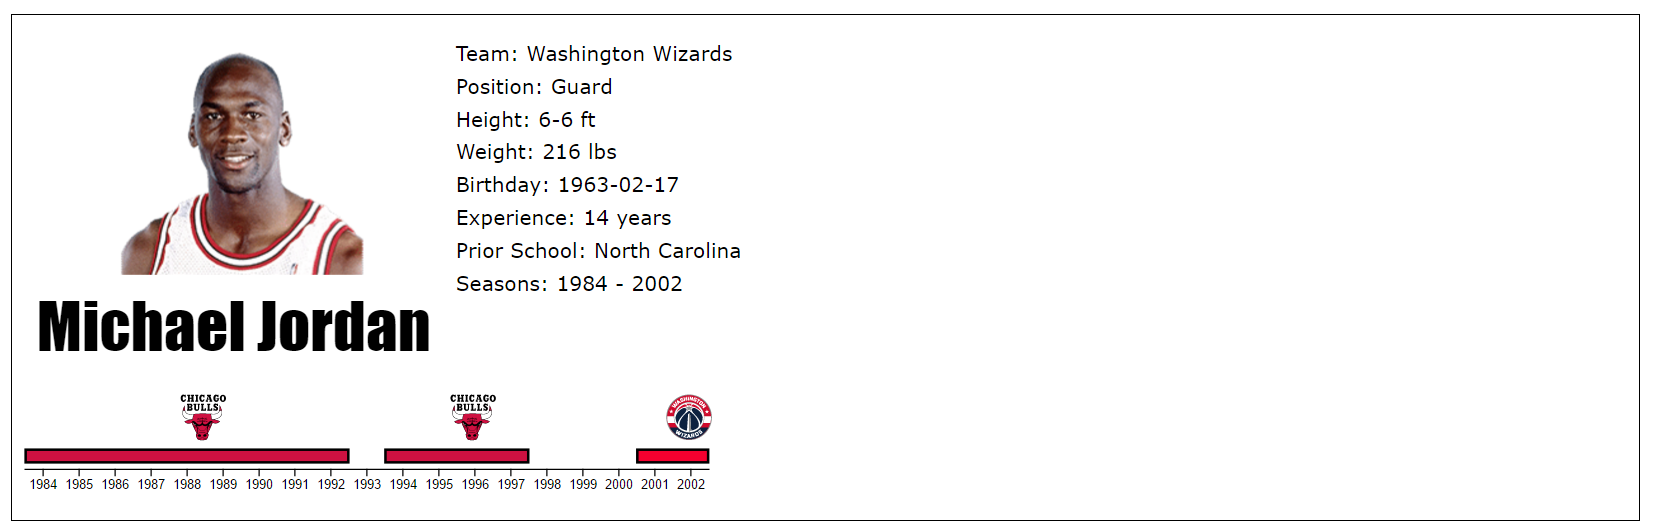 Team: Washington Wizards
Position: Guard
Height: 6-6 ft
Weight: 216 lbs
Birthday: 1963-02-17
Experience: 14 years
Prior School: North Carolina
Seasons: 1984 - 2002
Michael Jordan
CHICAGO BULLS CHICAGO BULLS WASHINGTON WIZARDS
1984 1985 1986 1987 1988 1989 1990 1991 1992 1993 1994 1995 1996 1997 1998 1999 2000 2001 2002